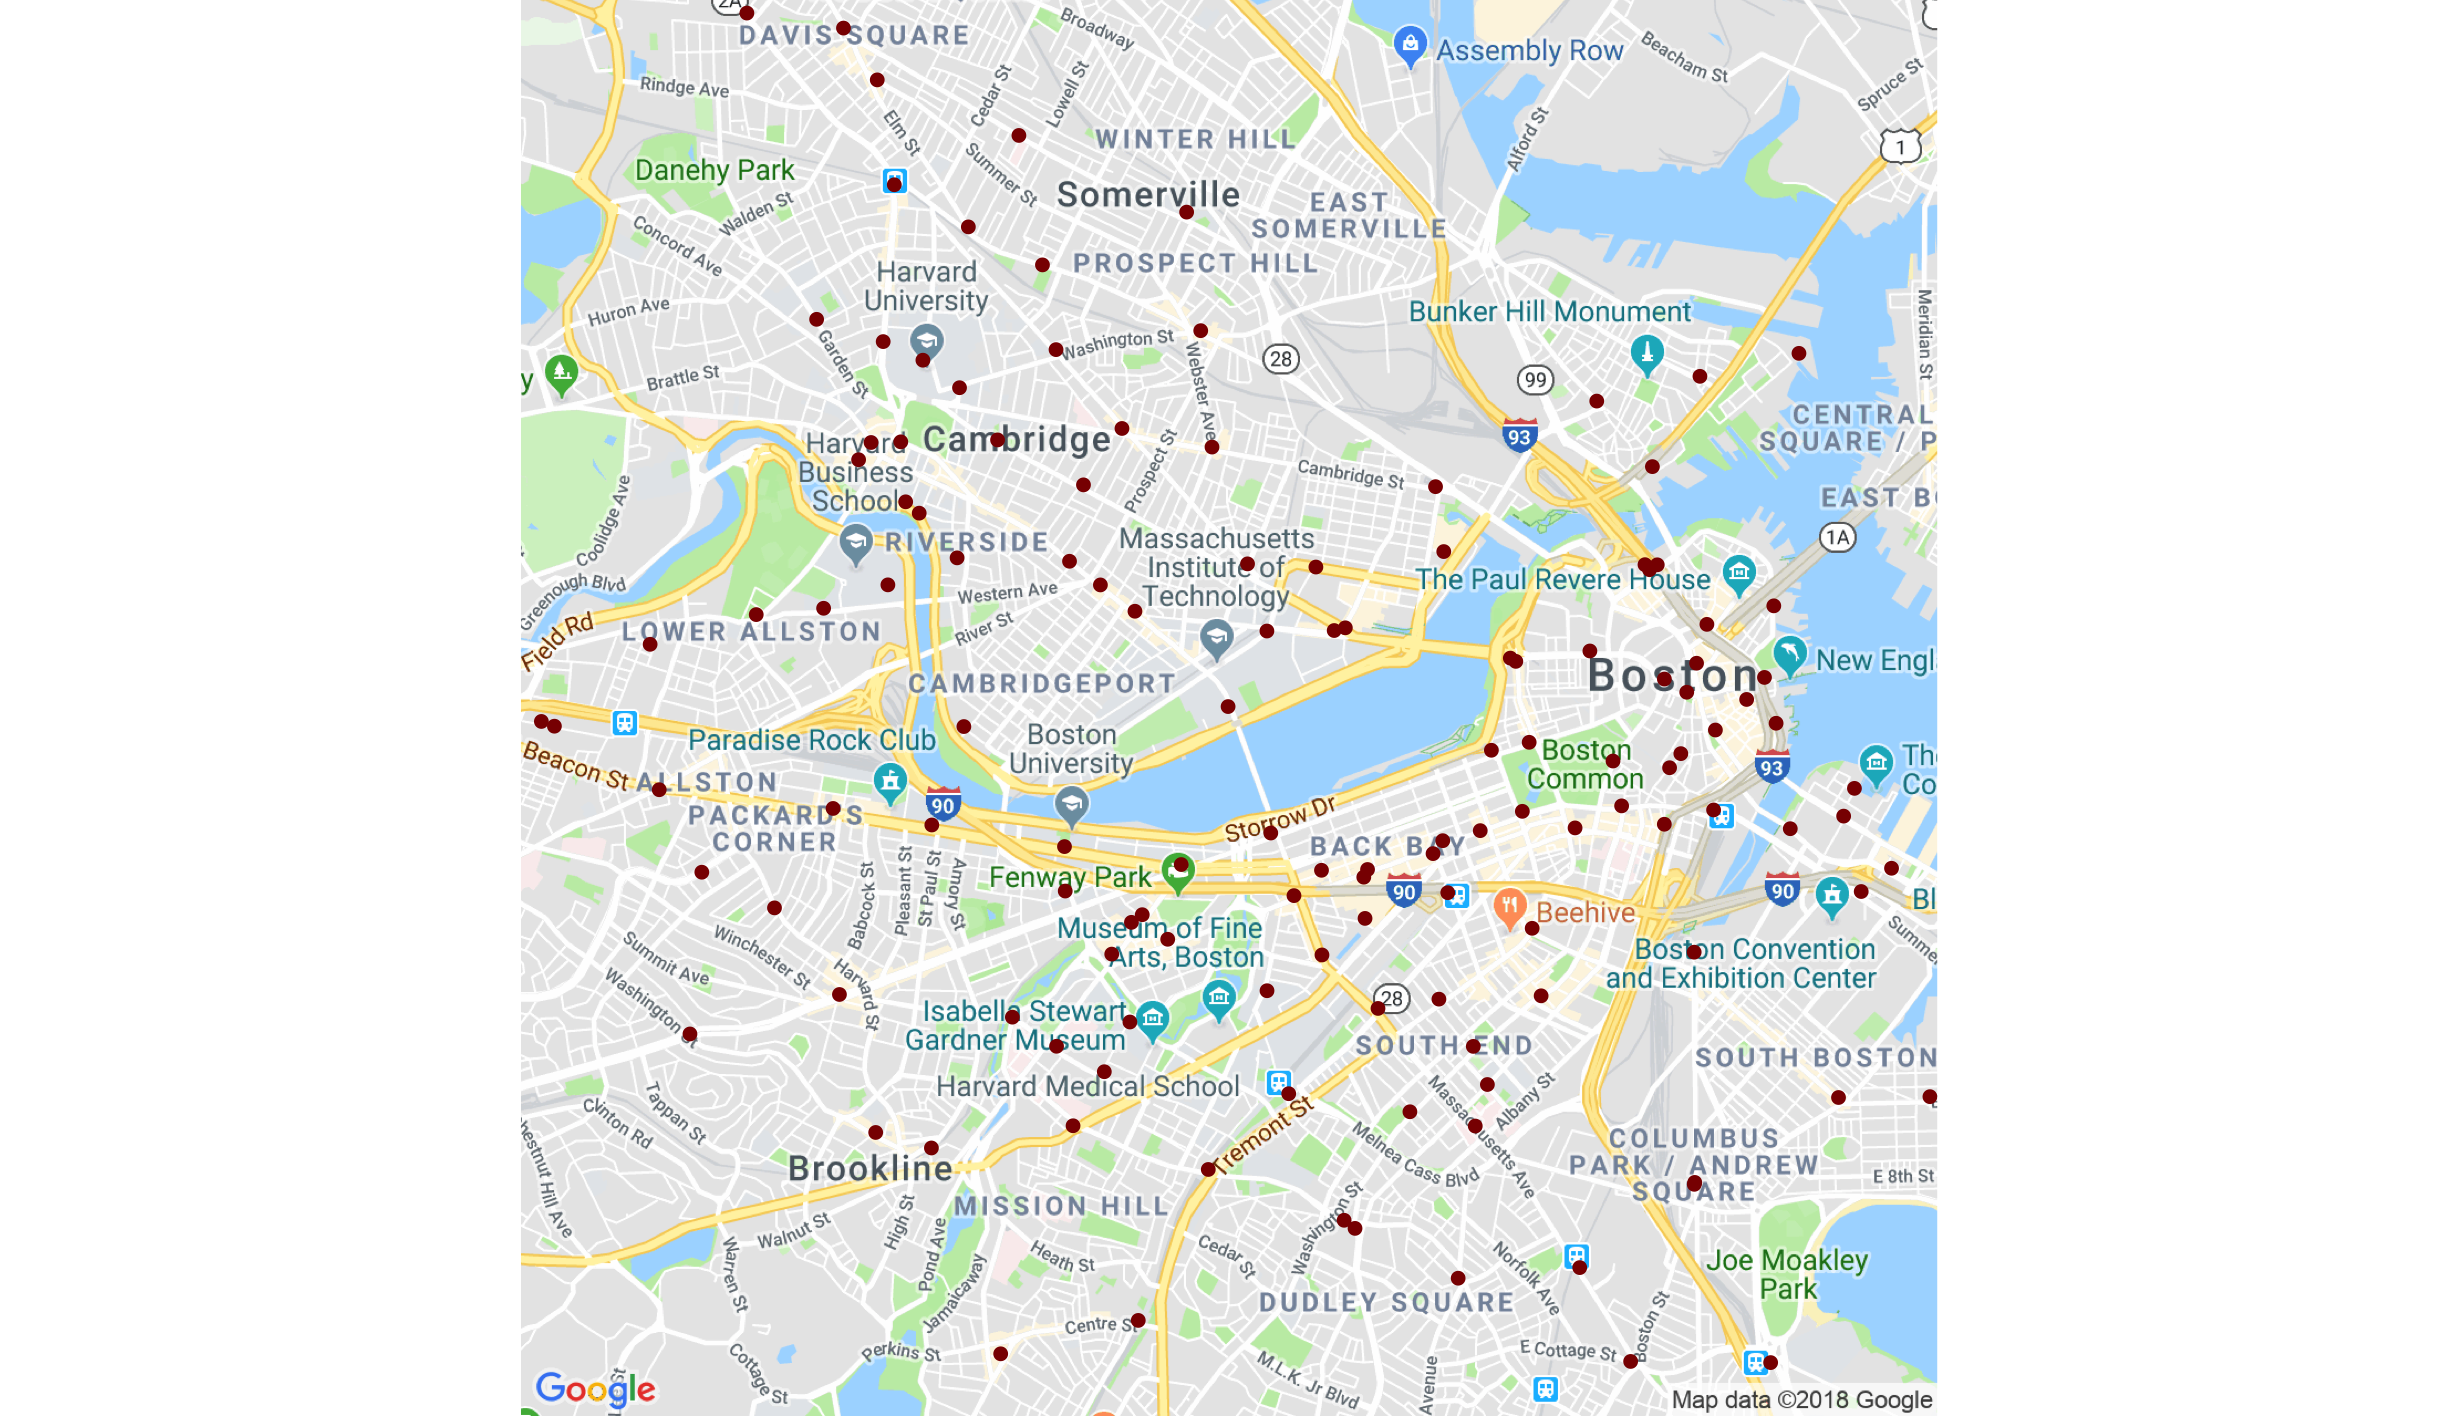 2A
DAVIS SQUARE
Broadway
Assembly Row
Beacham St
Spruce St
Rindge Ave
Cedar St
Lowell St
Elm St
WINTER HILL
Alford St
1
Danehy Park
Summer St
Somerville
Walden St
EAST
SOMERVILLE
Concord Ave
PROSPECT HILL
Harvard
University
Huron Ave
Bunker Hill Monument
Meridian St
Washington St
Garden St
Webster Ave
28
99
y
Brattle St
CENTRAL
SQUARE / P
93
Cambridge
Harvard
Business
School
Prospect St
Cambridge St
Coolidge Ave
EAST B
1A
RIVERSIDE
Massachusetts
Institute of
Technology
The Paul Revere House
Greenough Blvd
Western Ave
Field Rd
LOWER ALLSTON
River St
Boston
New Engl
CAMBRIDGEPORT
Paradise Rock Club
Boston
University
Boston
Common
93
The
Co
Beacon St
ALLSTON
PACKARD'S
CORNER
90
Storrow Dr
BACK BAY
Fenway Park
90
90
Babcock St
Pleasant St
St Paul St
Amory St
Beehive
Bl
Museum of Fine
Arts, Boston
Summer
Summit Ave
Winchester St
Harvard St
Boston Convention
and Exhibition Center
Washington St
28
Isabella Stewart
Gardner Museum
SOUTH END
SOUTH BOSTON
Harvard Medical School
Tappan St
Clinton Rd
Massachusetts Ave
Albany St
Tremont St
Melnea Cass Blvd
COLUMBUS
PARK / ANDREW
SQUARE
Chestnut Hill Ave
Brookline
E 8th St
MISSION HILL
Walnut St
High St
Pond Ave
Washington St
Warren St
Heath St
Cedar St
Norfolk Ave
Joe Moakley
Park
Jamaicaway
DUDLEY SQUARE
Centre St
Boston St
Perkins St
E Cottage St
Cottage St
M.L.K. Jr Blvd
Avenue
Google
Map data ©2018 Google